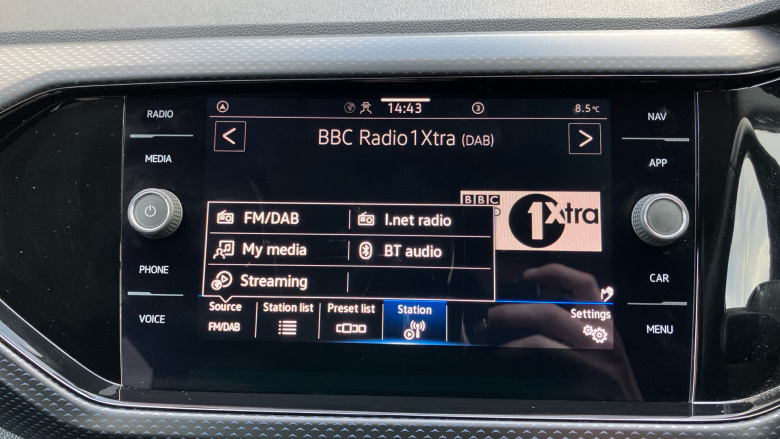 RADIO
MEDIA
PHONE
VOICE
14:43
3
8.5°C
<
BBC Radio 1Xtra (DAB)
>
BBC
1Xtra
FM/DAB
I.net radio
My media
BT audio
Streaming
Source
FM/DAB
Station list
Preset list
Station
Settings
NAV
APP
CAR
MENU